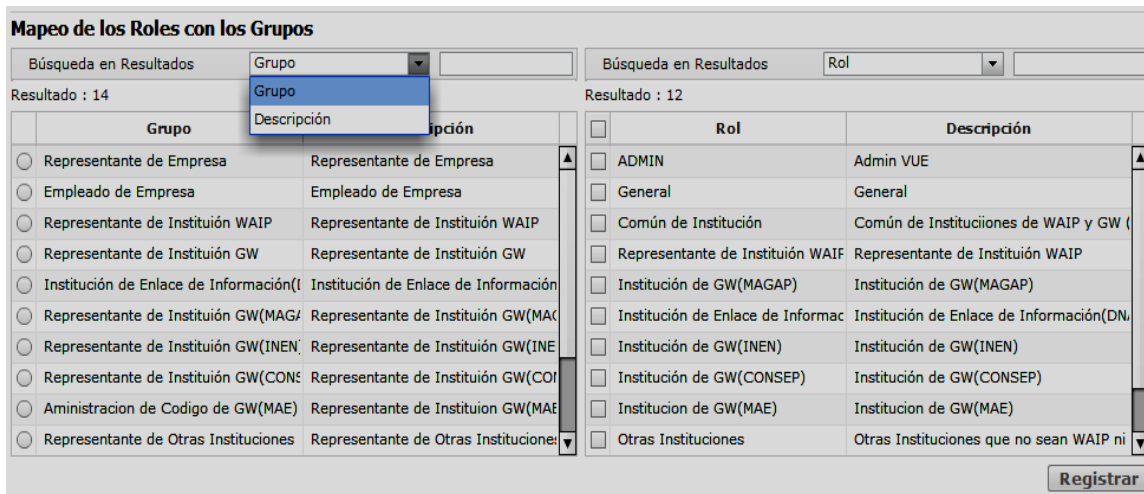 Mapeo de los Roles con los Grupos
Búsqueda en Resultados Grupo
Grupo
Descripción
Resultado : 14
Grupo ipción
Representante de Empresa Representante de Empresa
Empleado de Empresa Empleado de Empresa
Representante de Instituión WAIP Representante de Instituión WAIP
Representante de Instituión GW Representante de Instituión GW
Institución de Enlace de Información( Institución de Enlace de Información
Representante de Instituión GW(MAGA Representante de Instituión GW(MAG
Representante de Instituión GW(INEN) Representante de Instituión GW(INE
Representante de Instituión GW(CONS Representante de Instituión GW(CON
Aministracion de Codigo de GW(MAE) Representante de Instituion GW(MAE
Representante de Otras Instituciones Representante de Otras Instituciones
Búsqueda en Resultados Rol
Resultado : 12
Rol Descripción
ADMIN Admin VUE
General General
Común de Institución Común de Instituciiones de WAIP y GW (
Representante de Instituión WAIP Representante de Instituión WAIP
Institución de GW(MAGAP) Institución de GW(MAGAP)
Institución de Enlace de Informac Institución de Enlace de Información(DN
Institución de GW(INEN) Institución de GW(INEN)
Institución de GW(CONSEP) Institución de GW(CONSEP)
Institucion de GW(MAE) Institucion de GW(MAE)
Otras Instituciones Otras Instituciones que no sean WAIP ni
Registrar